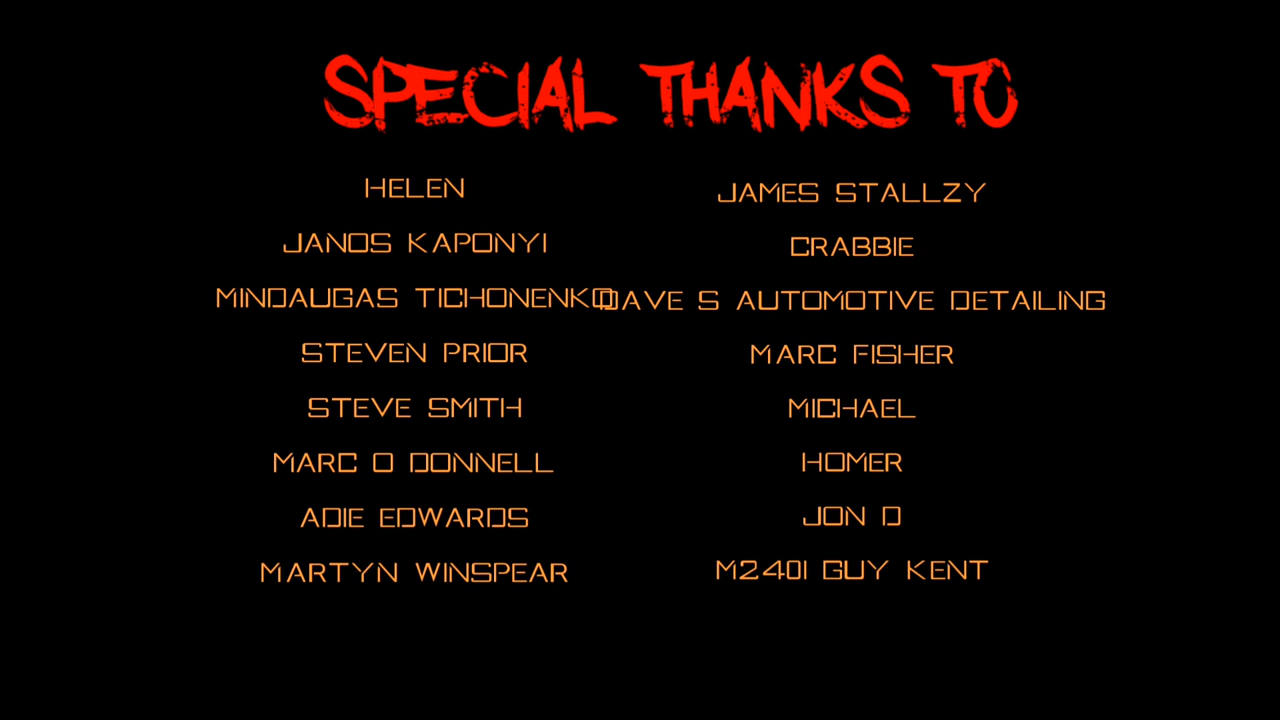 SPECIAL THANKS TO
HELEN
JANOS KAPONYI
MINDAUGAS TICHONENKO
STEVEN PRIOR
STEVE SMITH
MARC O DONNELL
ADIE EDWARDS
MARTYN WINSPEAR
JAMES STALLZY
CRABBIE
DAVE S AUTOMOTIVE DETAILING
MARC FISHER
MICHAEL
HOMER
JON D
M240I GUY KENT